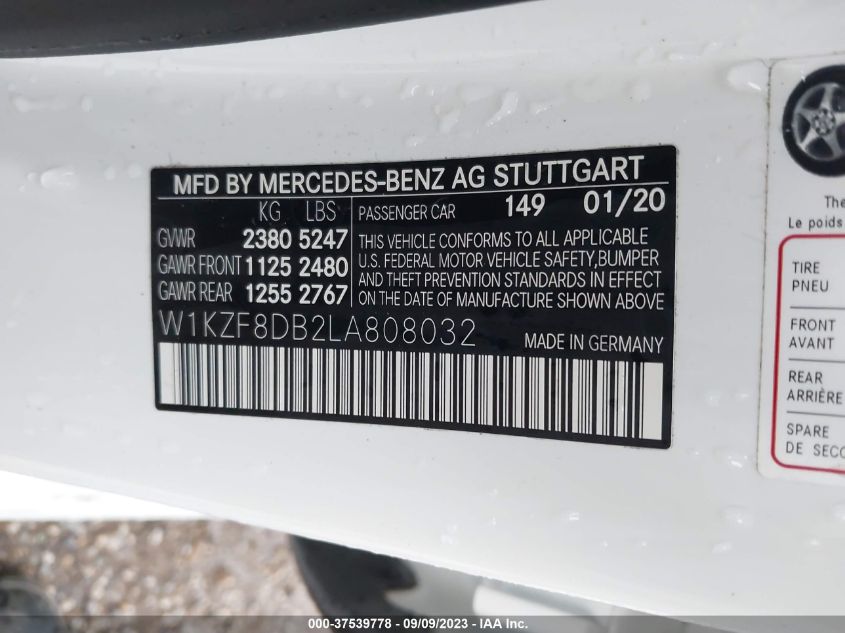 MFD BY MERCEDES-BENZ AG STUTTGART
KG LBS
GVWR 2380 5247
GAWR FRONT 1125 2480
GAWR REAR 1255 2767
PASSENGER CAR 149 01/20
THIS VEHICLE CONFORMS TO ALL APPLICABLE
U.S. FEDERAL MOTOR VEHICLE SAFETY,BUMPER
AND THEFT PREVENTION STANDARDS IN EFFECT
ON THE DATE OF MANUFACTURE SHOWN ABOVE
W1KZF8DB2LA808032 MADE IN GERMANY
The
Le poids
TIRE
PNEU
FRONT
AVANT
REAR
ARRIÈRE
SPARE
DE SECO
000-37539778 - 09/09/2023 - IAA Inc.